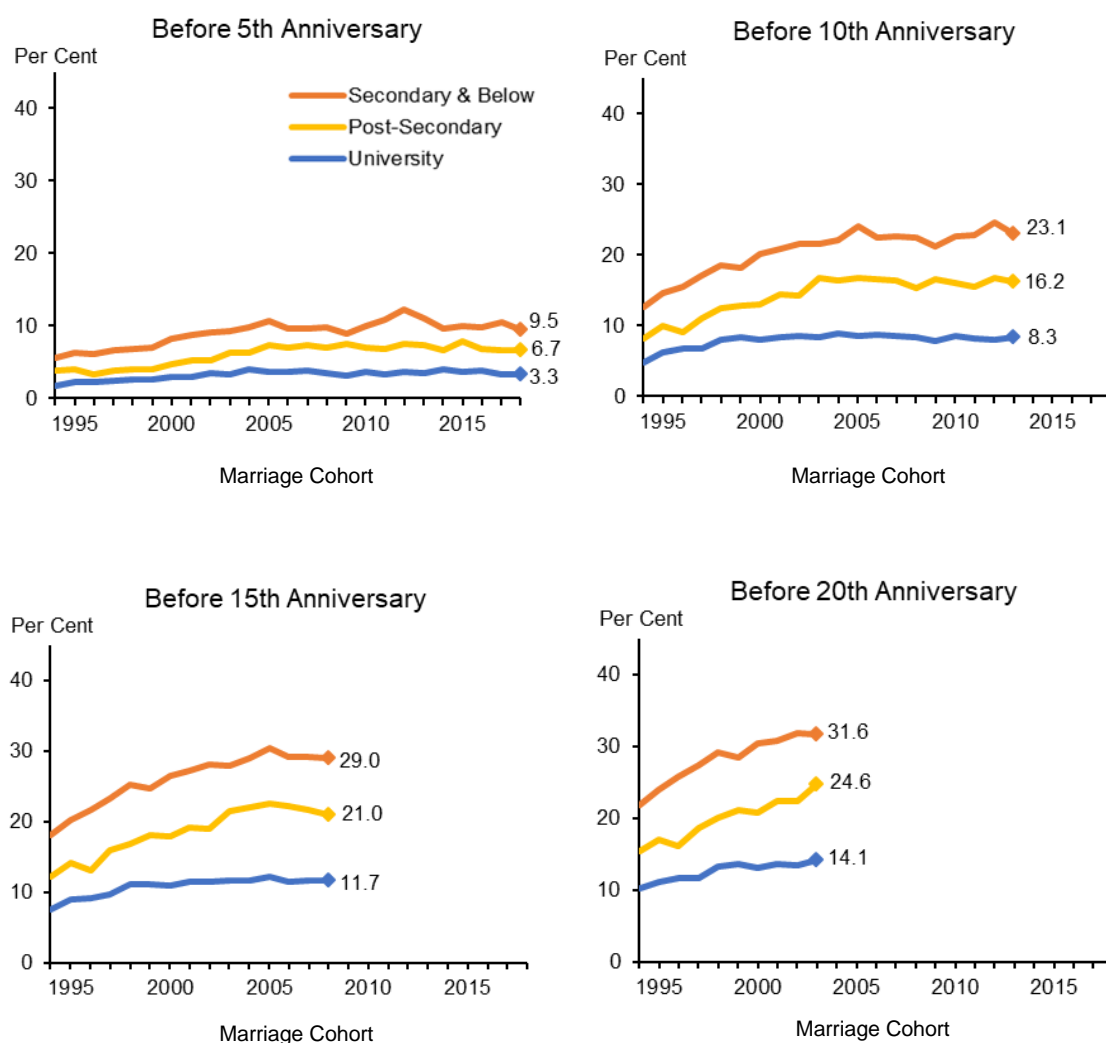 Before 5th Anniversary
Per Cent
40
30
20
10
0
Secondary & Below
Post-Secondary
University
9.5
6.7
3.3
1995 2000 2005 2010 2015
Marriage Cohort
Before 10th Anniversary
Per Cent
40
30
20
10
0
23.1
16.2
8.3
1995 2000 2005 2010 2015
Marriage Cohort
Before 15th Anniversary
Per Cent
40
30
20
10
0
29.0
21.0
11.7
1995 2000 2005 2010 2015
Marriage Cohort
Before 20th Anniversary
Per Cent
40
30
20
10
0
31.6
24.6
14.1
1995 2000 2005 2010 2015
Marriage Cohort